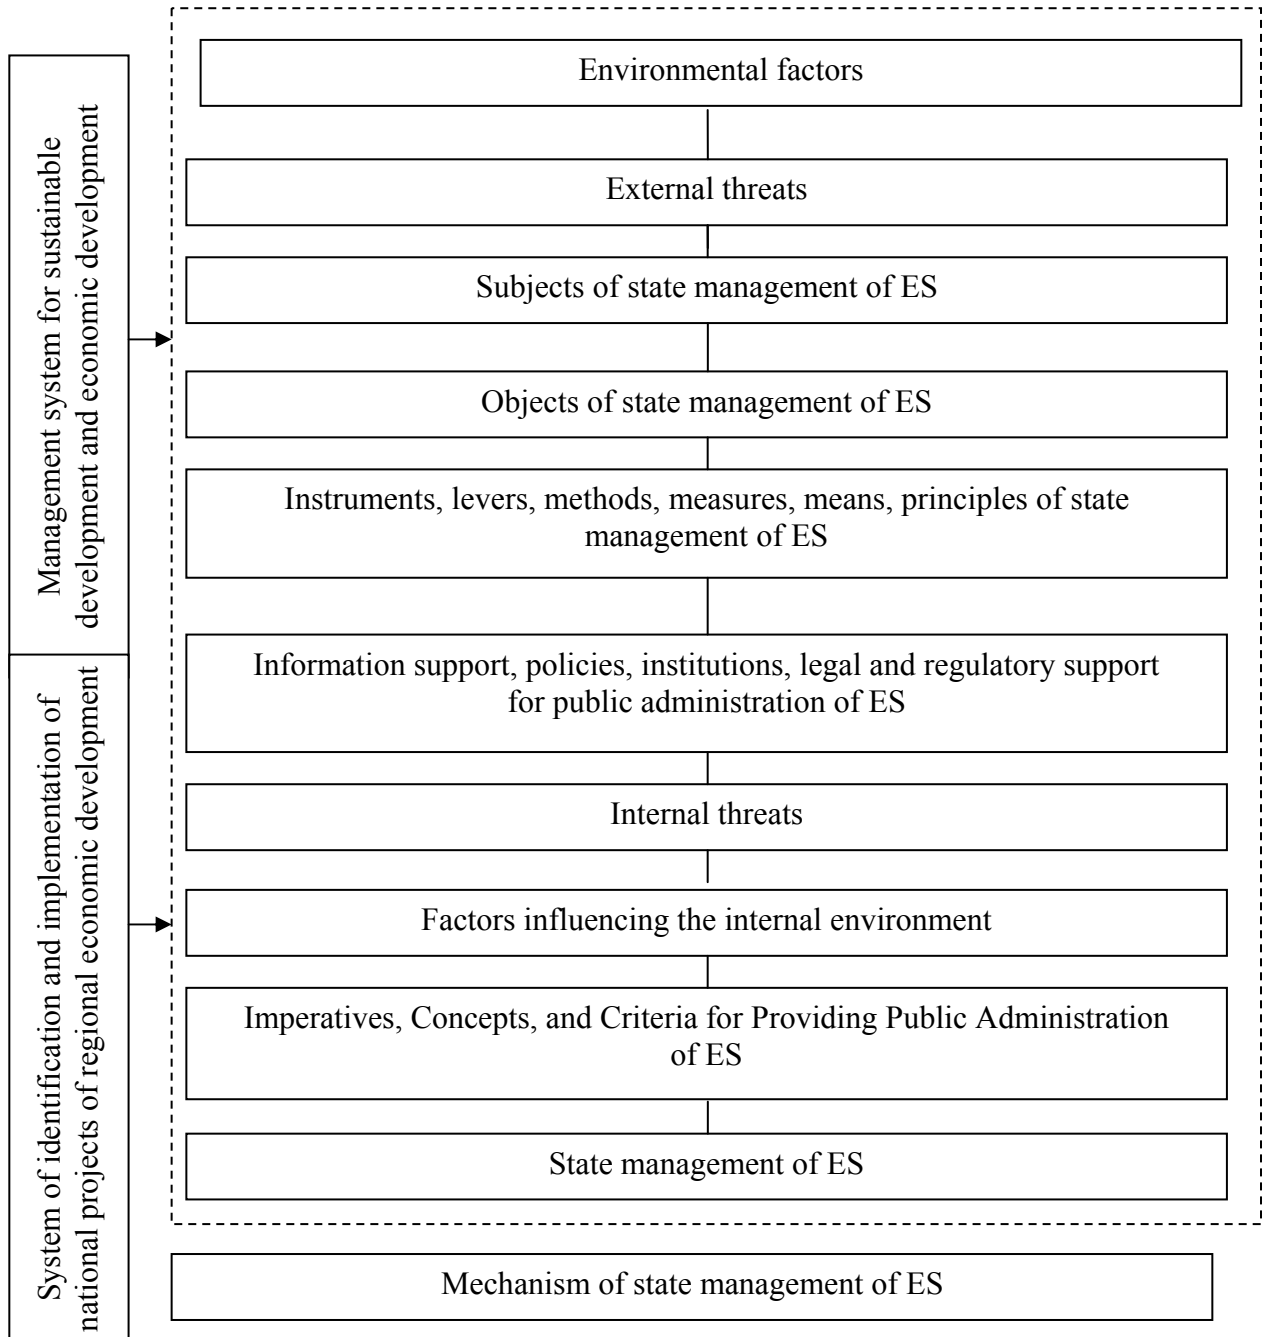 Management system for sustainable
development and economic development
System of identification and implementation of
national projects of regional economic development
Environmental factors
External threats
Subjects of state management of ES
Objects of state management of ES
Instruments, levers, methods, measures, means, principles of state
management of ES
Information support, policies, institutions, legal and regulatory support
for public administration of ES
Internal threats
Factors influencing the internal environment
Imperatives, Concepts, and Criteria for Providing Public Administration
of ES
State management of ES
Mechanism of state management of ES